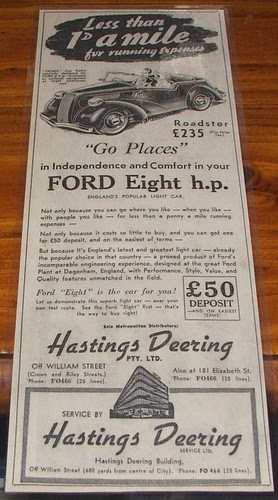 Less than
1D a mile
for running expenses
Roadster
£235
"Go Places"
in Independence and Comfort in your
FORD Eight h.p.
ENGLAND'S POPULAR LIGHT CAR.
Not only because you can go where you like — when you like —
with people you like — for less than a penny a mile running
expenses —
Not only because it costs so little to buy, and you can get one
for £50 deposit, and on the easiest of terms —
But because it's England's latest and greatest light car — already
the popular choice in that country — a proved product of Ford's
incomparable engineering experience, designed at the great Ford
Plant at Dagenham, England, with Performance, Style, Value, and
Quality features unmatched in the field.
Ford "Eight" is the car for you!
Let us demonstrate this superb light car — over your
own test route. See the Ford "Eight" first — that's
the way to buy right!
£50
DEPOSIT
—AND ON EASIEST
TERMS!
Sole Metropolitan Distributors:
Hastings Deering
PTY. LTD.
Off WILLIAM STREET
(Crown and Riley Streets.)
'Phone: FO466 (25 lines).
Also at 181 Elizabeth St.
'Phone: FO466 (25 lines).
SERVICE BY
Hastings Deering
SERVICE LTD.
Hastings Deering Building,
Off William Street (680 yards from centre of City). 'Phone: FO 466 (25 lines).